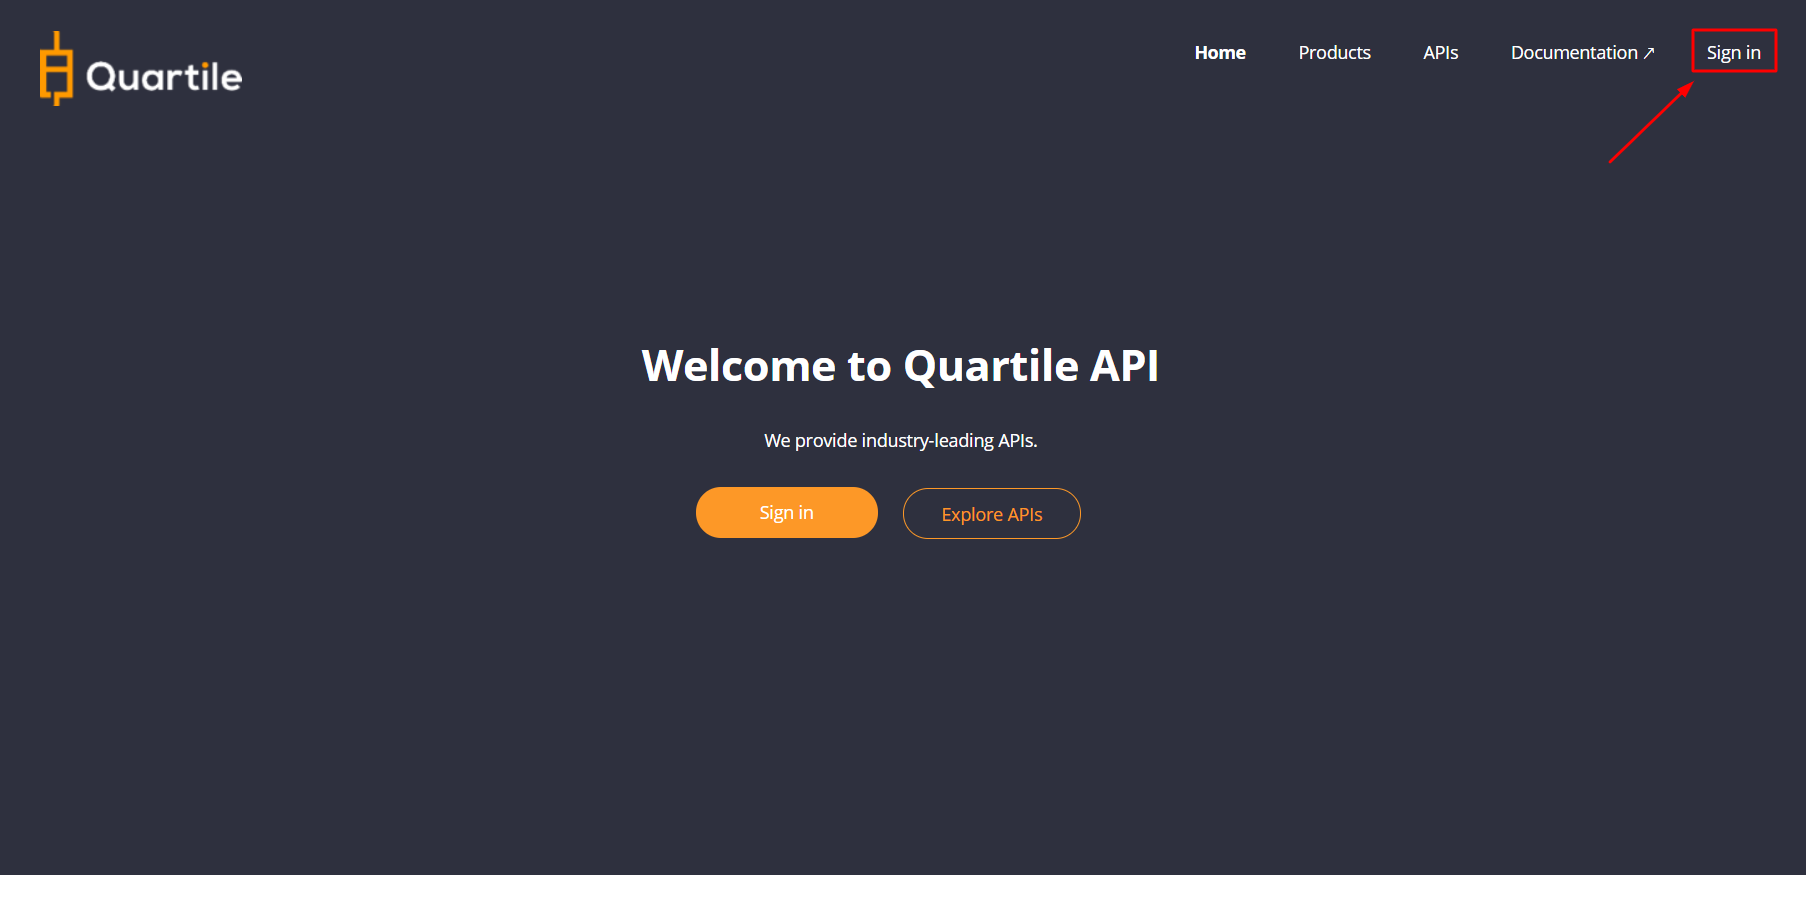 Quartile
Home Products APIs Documentation ↗ Sign in
Welcome to Quartile API
We provide industry-leading APIs.
Sign in Explore APIs